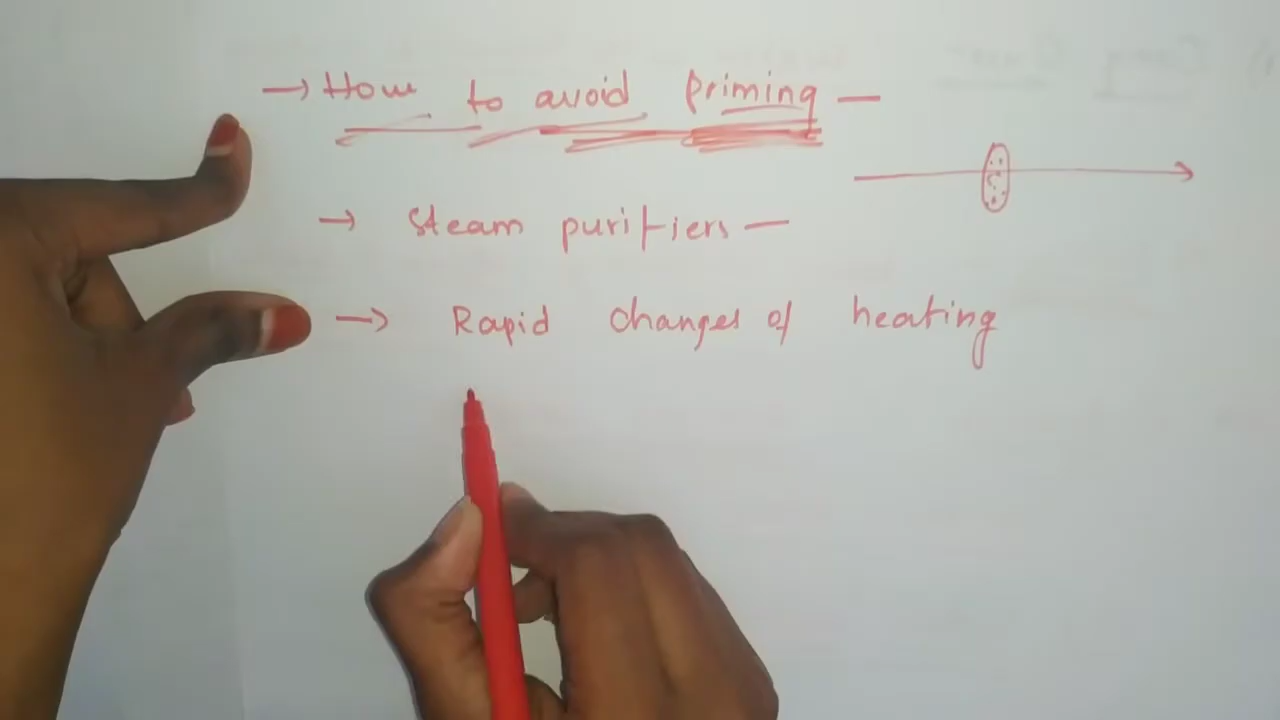 → How to avoid priming —
→ Steam purifiers —
→ Rapid changes of heating